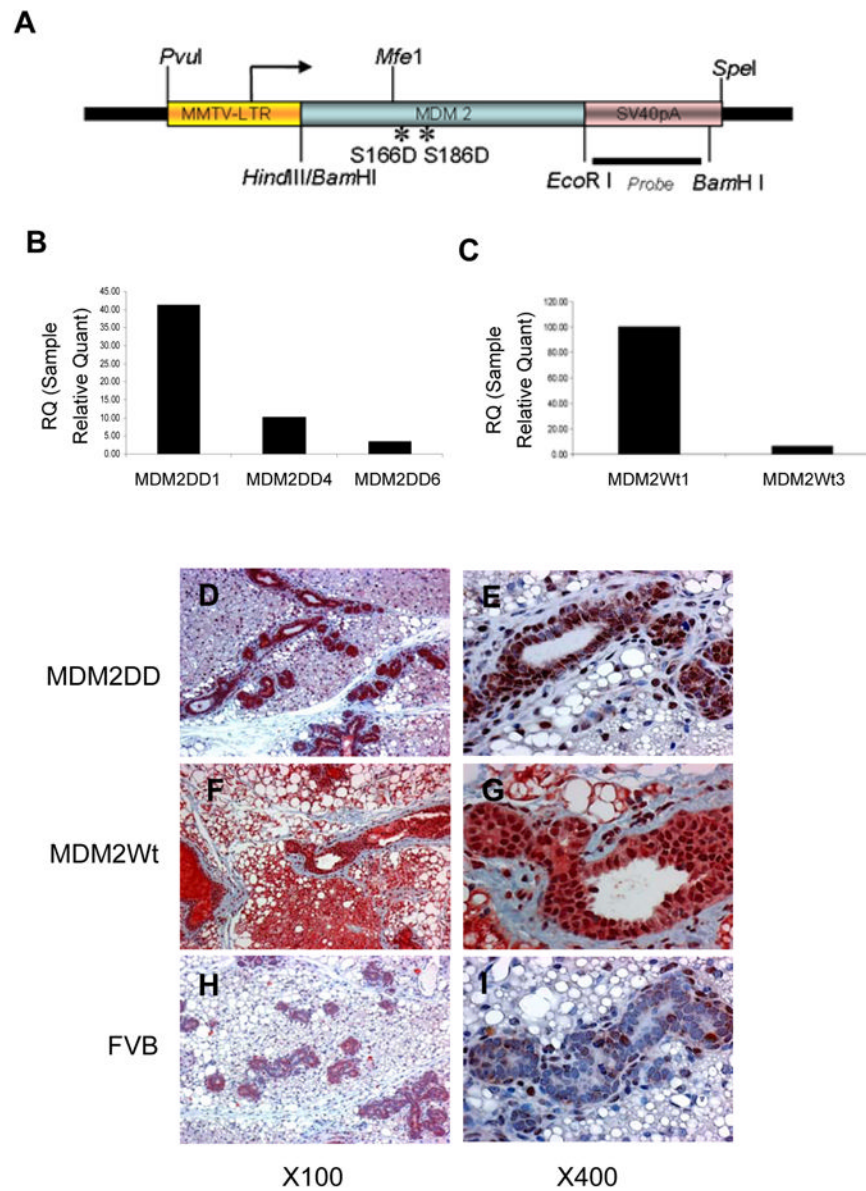 A
PvuI
Mfe1
SpeI
MMTV-LTR
MDM 2
SV40pA
* *
S166D S186D
HindIII/BamHI
EcoR I
Probe
BamH I
B
RQ (Sample
Relative Quant)
45.00
40.00
35.00
30.00
25.00
20.00
15.00
10.00
5.00
0.00
MDM2DD1 MDM2DD4 MDM2DD6
C
RQ (Sample
Relative Quant)
120.00
100.00
80.00
60.00
40.00
20.00
0.00
MDM2Wt1 MDM2Wt3
MDM2DD
D E
MDM2Wt
F G
FVB
H I
X100 X400